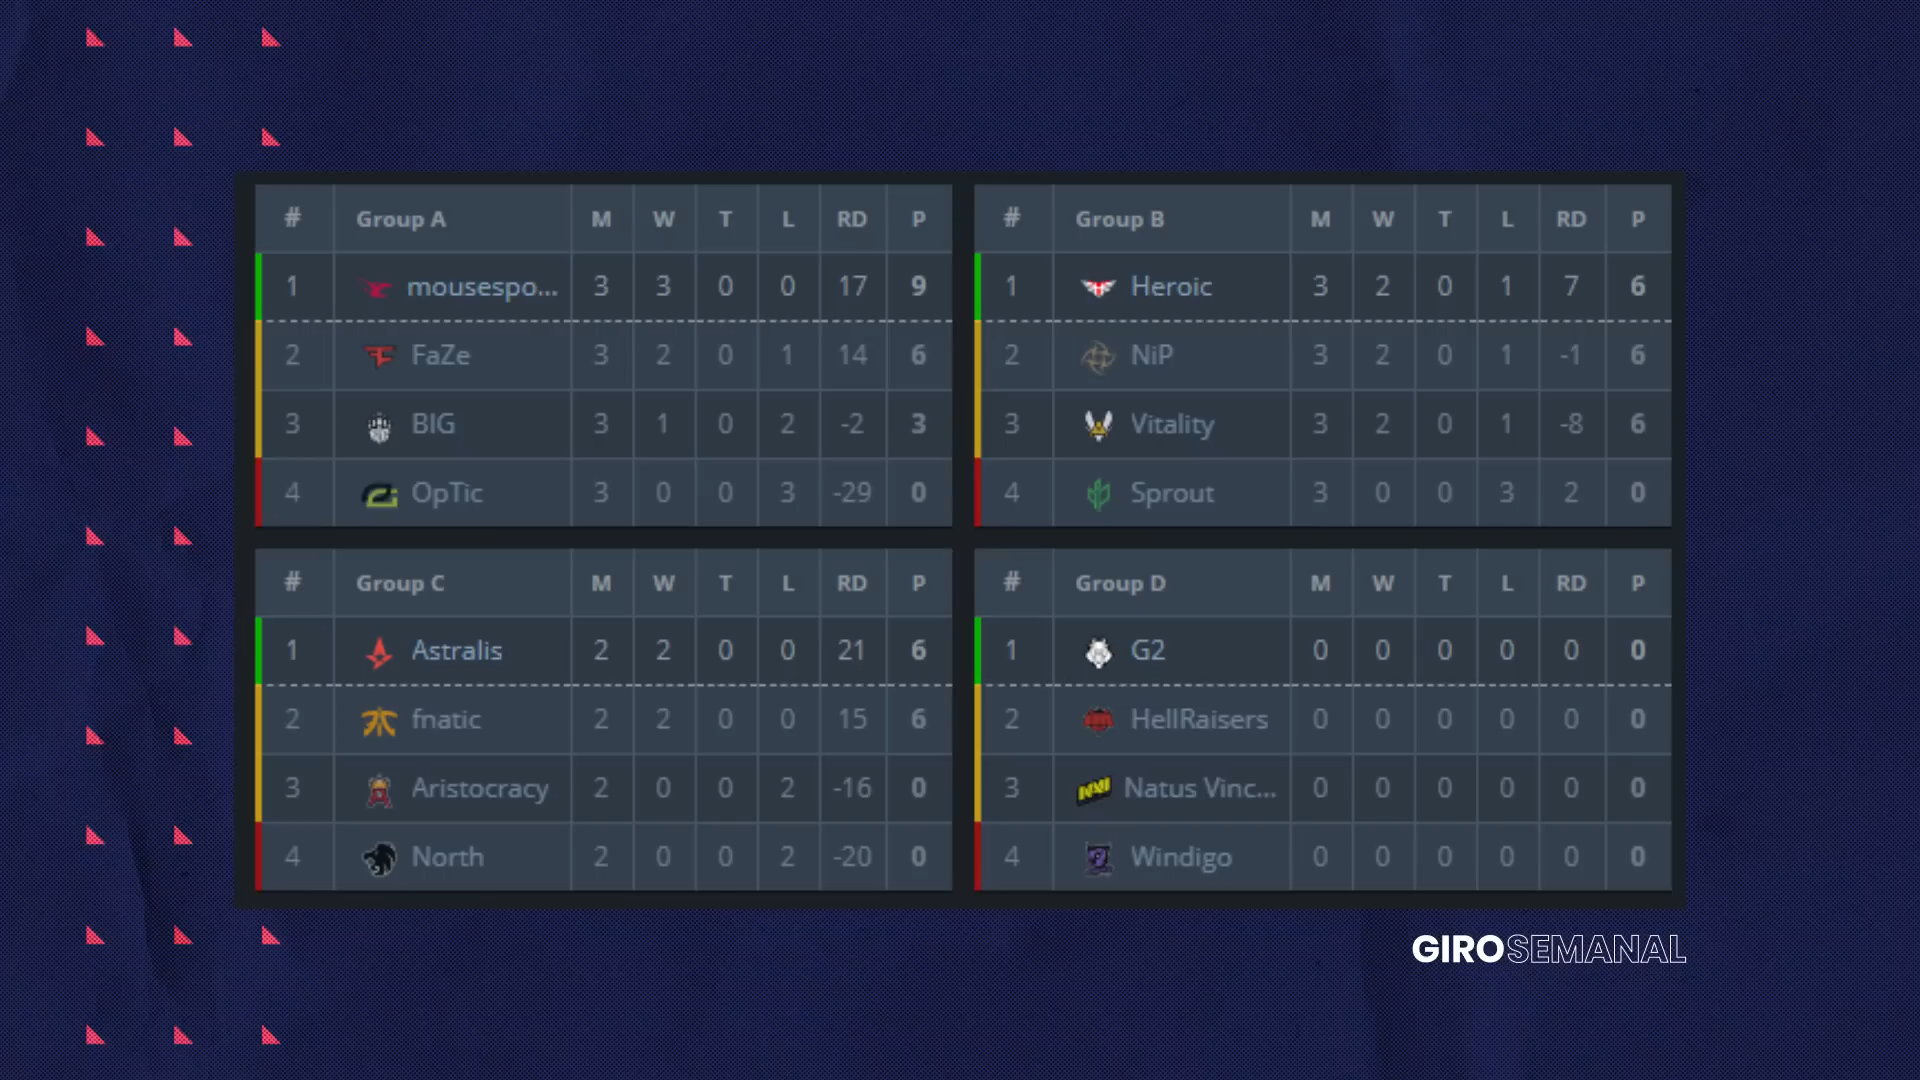 # Group A M W T L RD P
1 mousespo... 3 3 0 0 17 9
2 FaZe 3 2 0 1 14 6
3 BIG 3 1 0 2 -2 3
4 OpTic 3 0 0 3 -29 0
# Group B M W T L RD P
1 Heroic 3 2 0 1 7 6
2 NiP 3 2 0 1 -1 6
3 Vitality 3 2 0 1 -8 6
4 Sprout 3 0 0 3 2 0
# Group C M W T L RD P
1 Astralis 2 2 0 0 21 6
2 fnatic 2 2 0 0 15 6
3 Aristocracy 2 0 0 2 -16 0
4 North 2 0 0 2 -20 0
# Group D M W T L RD P
1 G2 0 0 0 0 0 0
2 HellRaisers 0 0 0 0 0 0
3 Natus Vinc... 0 0 0 0 0 0
4 Windigo 0 0 0 0 0 0
GIROSEMANAL